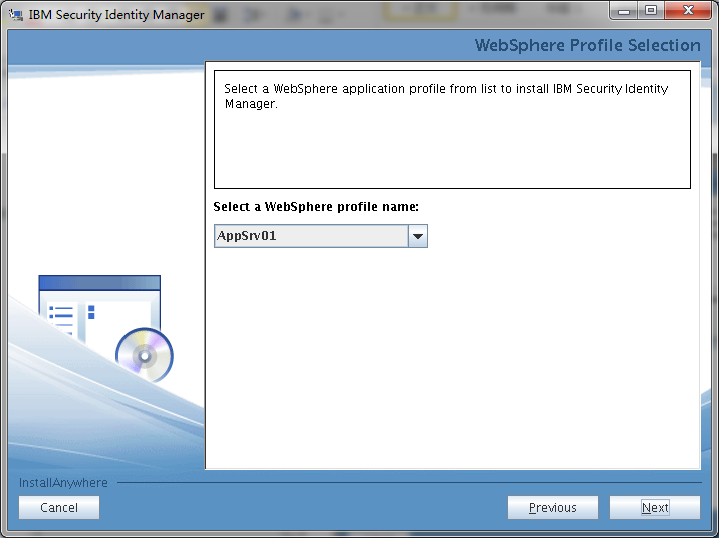 IBM Security Identity Manager
WebSphere Profile Selection
Select a WebSphere application profile from list to install IBM Security Identity
Manager.
Select a WebSphere profile name:
AppSrv01
InstallAnywhere
Cancel
Previous
Next